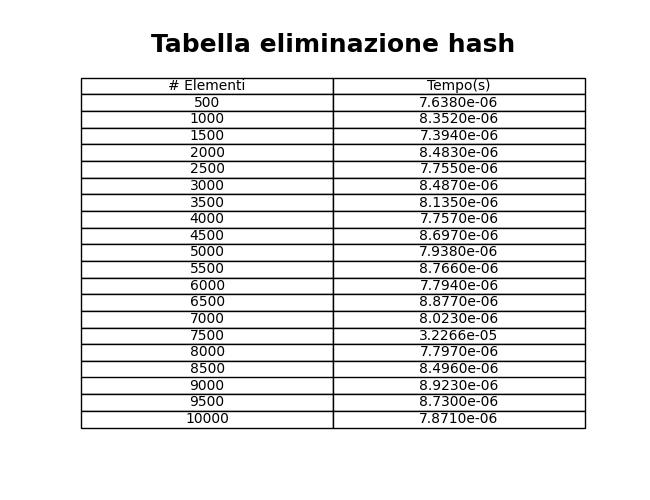 Tabella eliminazione hash
# Elementi Tempo(s)
500 7.6380e-06
1000 8.3520e-06
1500 7.3940e-06
2000 8.4830e-06
2500 7.7550e-06
3000 8.4870e-06
3500 8.1350e-06
4000 7.7570e-06
4500 8.6970e-06
5000 7.9380e-06
5500 8.7660e-06
6000 7.7940e-06
6500 8.8770e-06
7000 8.0230e-06
7500 3.2266e-05
8000 7.7970e-06
8500 8.4960e-06
9000 8.9230e-06
9500 8.7300e-06
10000 7.8710e-06